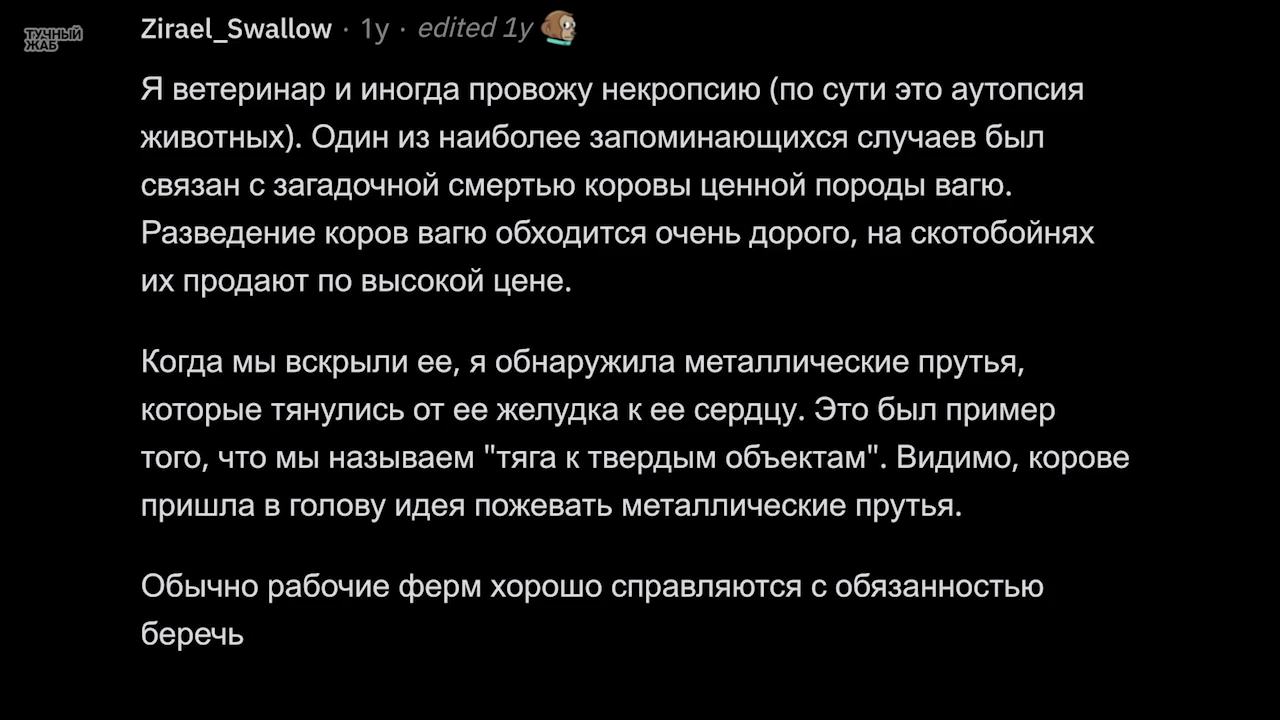 ТУЧНЫЙ
ЖАБ
Zirael_Swallow · 1y · edited 1y
Я ветеринар и иногда провожу некропсию (по сути это аутопсия
животных). Один из наиболее запоминающихся случаев был
связан с загадочной смертью коровы ценной породы вагю.
Разведение коров вагю обходится очень дорого, на скотобойнях
их продают по высокой цене.
Когда мы вскрыли ее, я обнаружила металлические прутья,
которые тянулись от ее желудка к ее сердцу. Это был пример
того, что мы называем "тяга к твердым объектам". Видимо, корове
пришла в голову идея пожевать металлические прутья.
Обычно рабочие ферм хорошо справляются с обязанностью
беречь